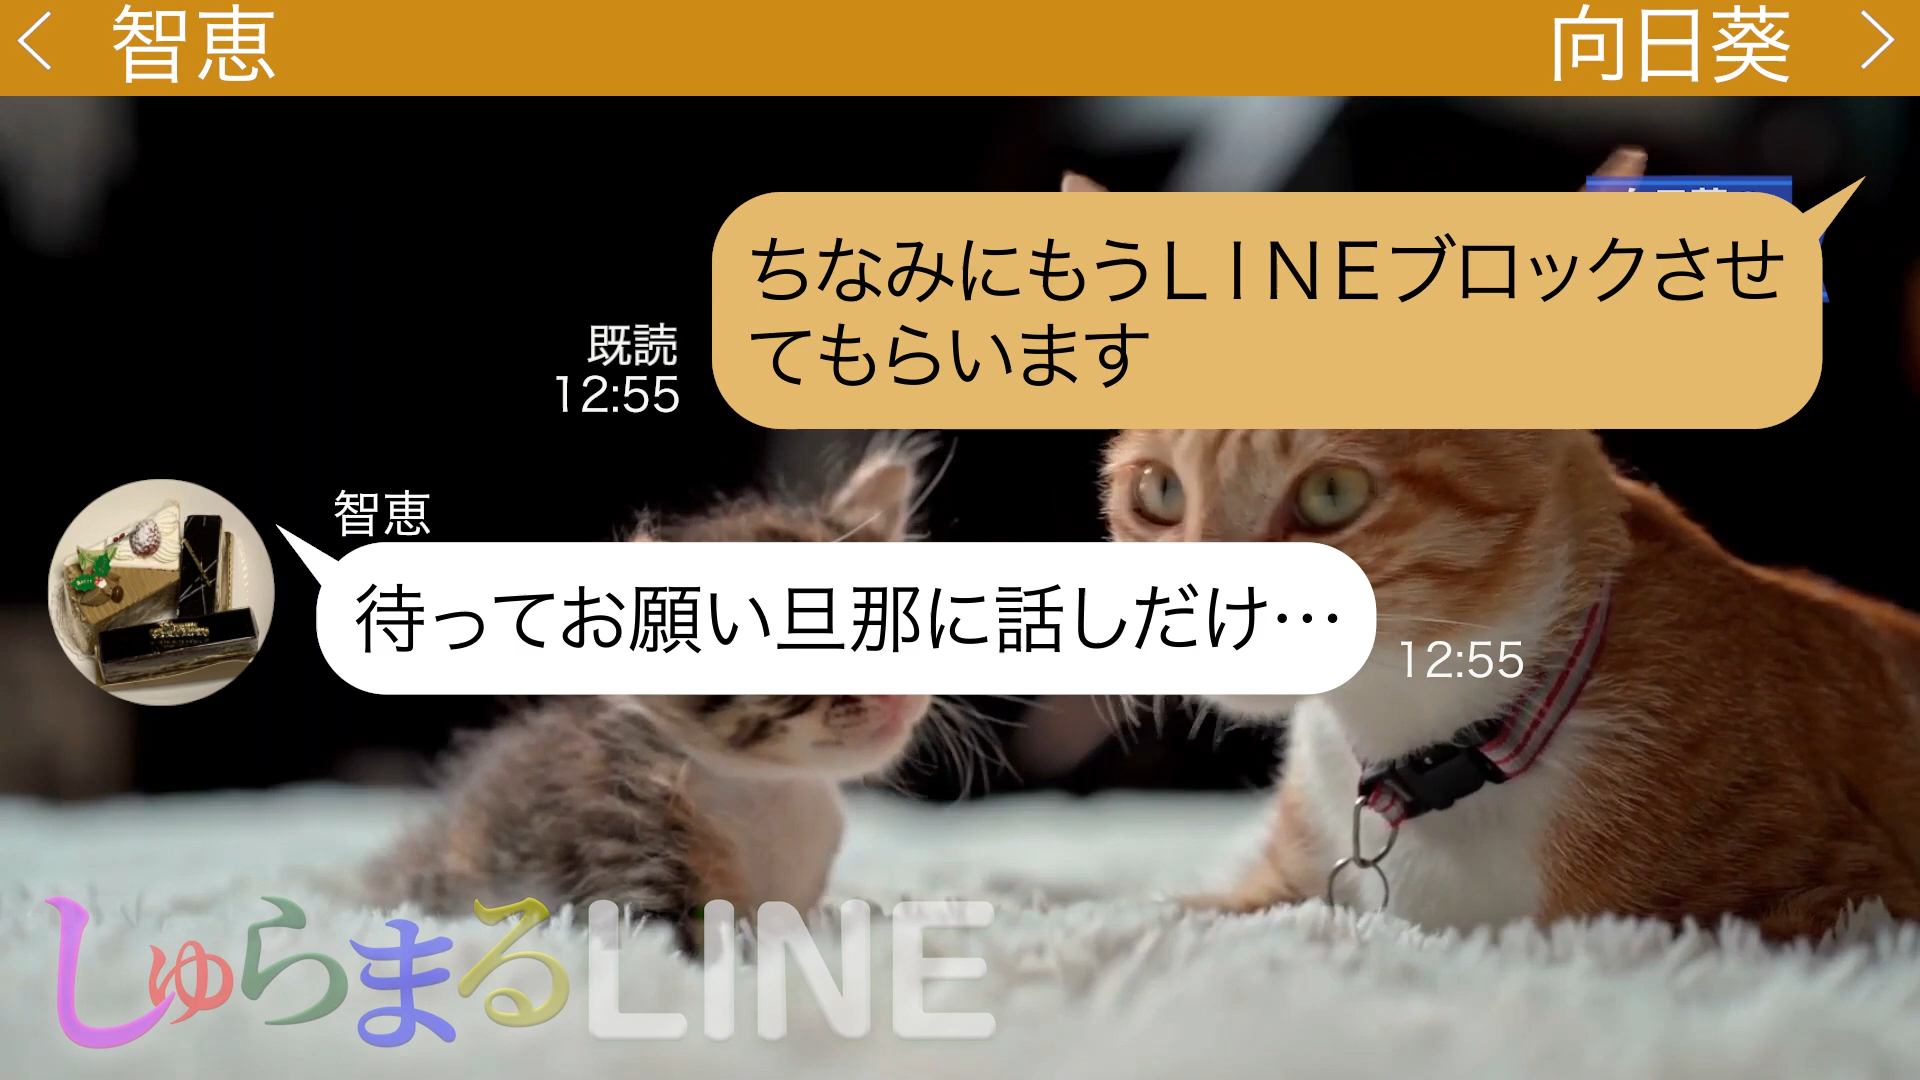 智恵
向日葵
ちなみにもうLINEブロックさせ
てもらいます
既読
12:55
智恵
待ってお願い旦那に話しだけ…
12:55
しゅらまるLINE